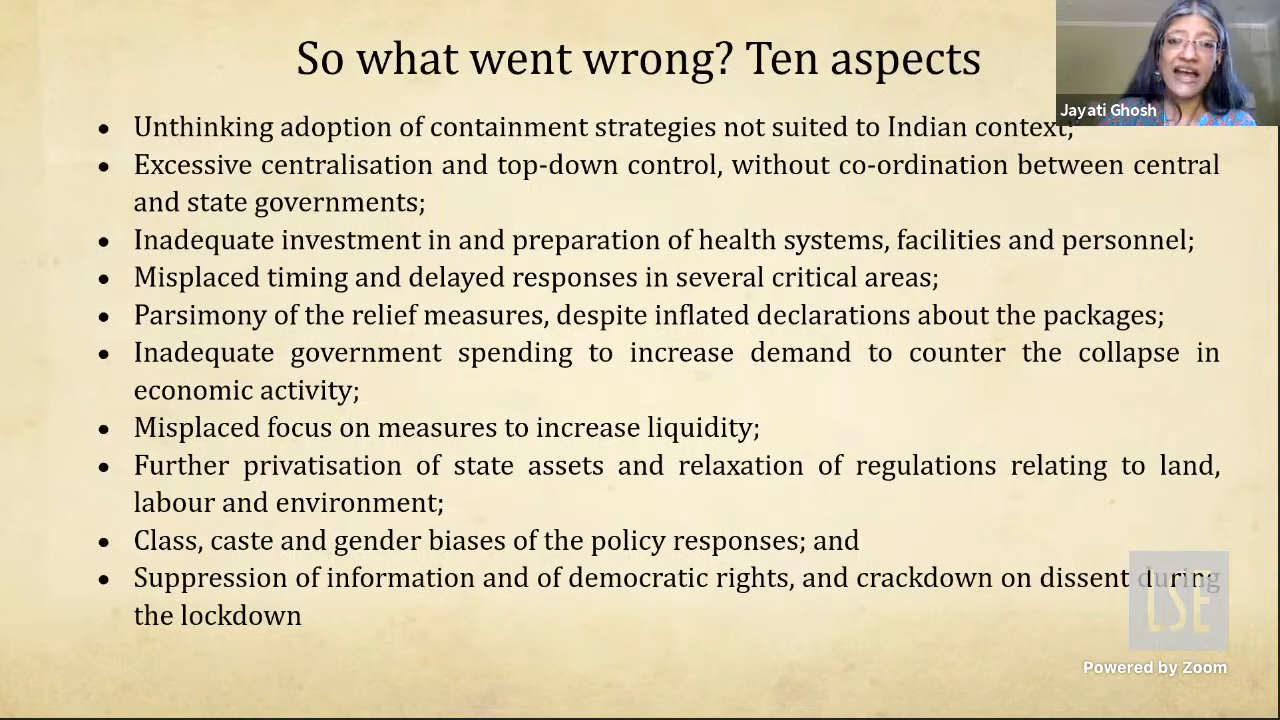 So what went wrong? Ten aspects
Jayati Ghosh
• Unthinking adoption of containment strategies not suited to Indian context;
• Excessive centralisation and top-down control, without co-ordination between central
and state governments;
• Inadequate investment in and preparation of health systems, facilities and personnel;
• Misplaced timing and delayed responses in several critical areas;
• Parsimony of the relief measures, despite inflated declarations about the packages;
• Inadequate government spending to increase demand to counter the collapse in
economic activity;
• Misplaced focus on measures to increase liquidity;
• Further privatisation of state assets and relaxation of regulations relating to land,
labour and environment;
• Class, caste and gender biases of the policy responses; and
• Suppression of information and of democratic rights, and crackdown on dissent during
the lockdown
LSE
Powered by Zoom